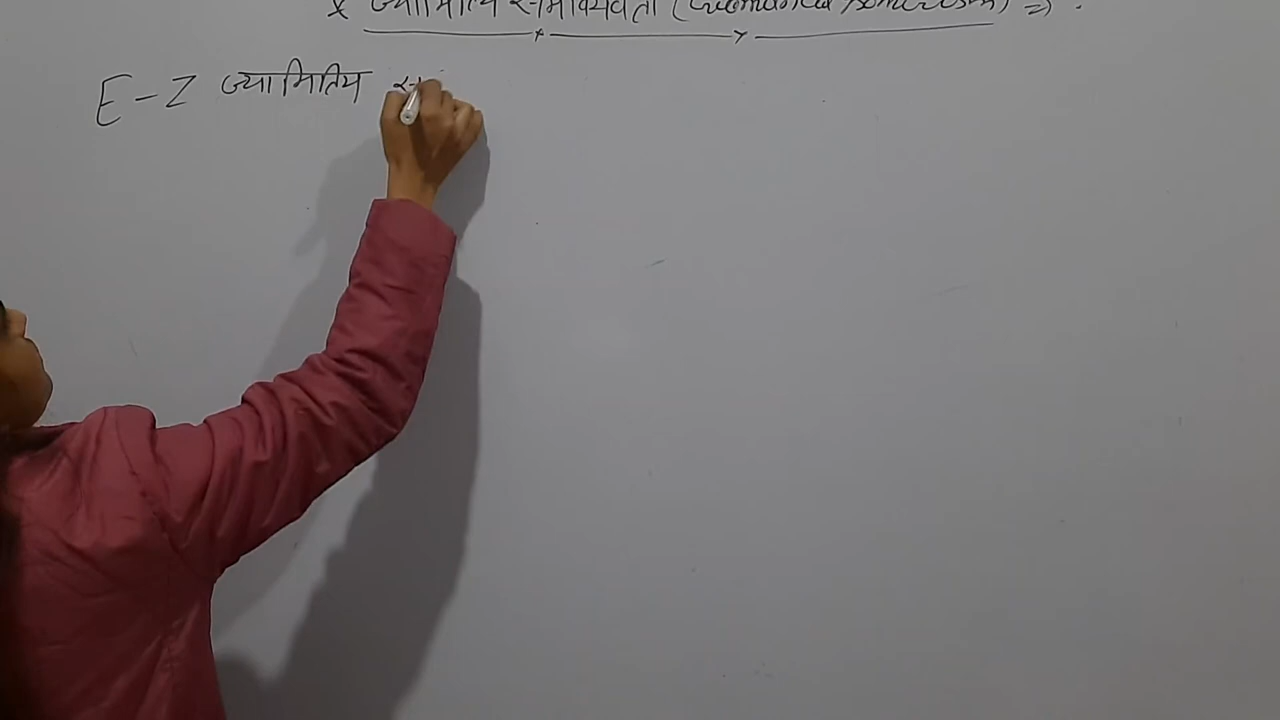 x ज्यामितिय समावयवता (Geometrical Isomerism) =>
E-Z ज्यामितिय स